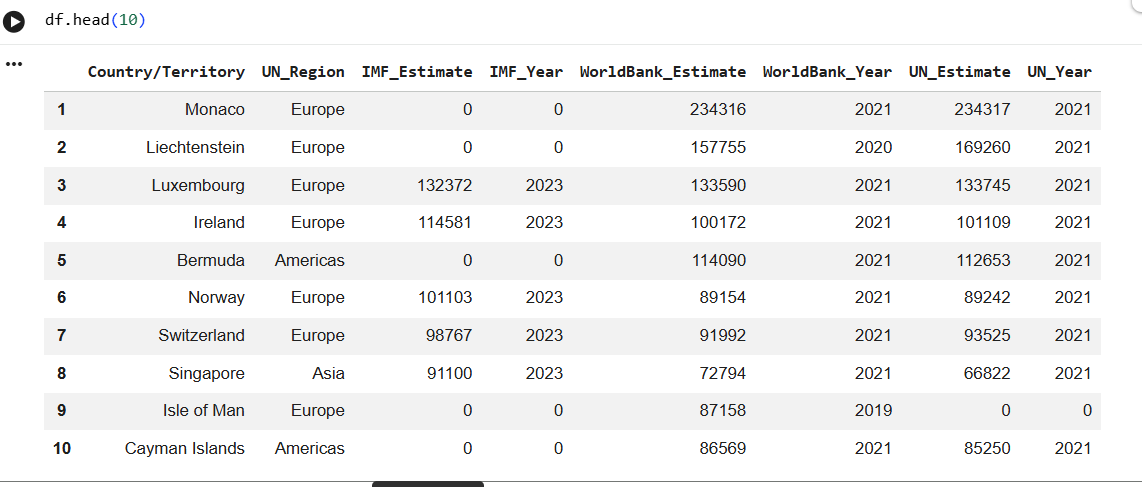 df.head(10)
Country/Territory UN_Region IMF_Estimate IMF_Year WorldBank_Estimate WorldBank_Year UN_Estimate UN_Year
1 Monaco Europe 0 0 234316 2021 234317 2021
2 Liechtenstein Europe 0 0 157755 2020 169260 2021
3 Luxembourg Europe 132372 2023 133590 2021 133745 2021
4 Ireland Europe 114581 2023 100172 2021 101109 2021
5 Bermuda Americas 0 0 114090 2021 112653 2021
6 Norway Europe 101103 2023 89154 2021 89242 2021
7 Switzerland Europe 98767 2023 91992 2021 93525 2021
8 Singapore Asia 91100 2023 72794 2021 66822 2021
9 Isle of Man Europe 0 0 87158 2019 0 0
10 Cayman Islands Americas 0 0 86569 2021 85250 2021